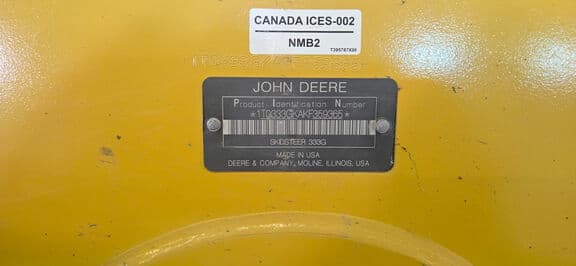 CANADA ICES-002
NMB2
T395787838
JOHN DEERE
Product Identification Number
*1T0333GKAKF359365*
SKIDSTEER 333G
MADE IN USA
DEERE & COMPANY, MOLINE, ILLINOIS, USA